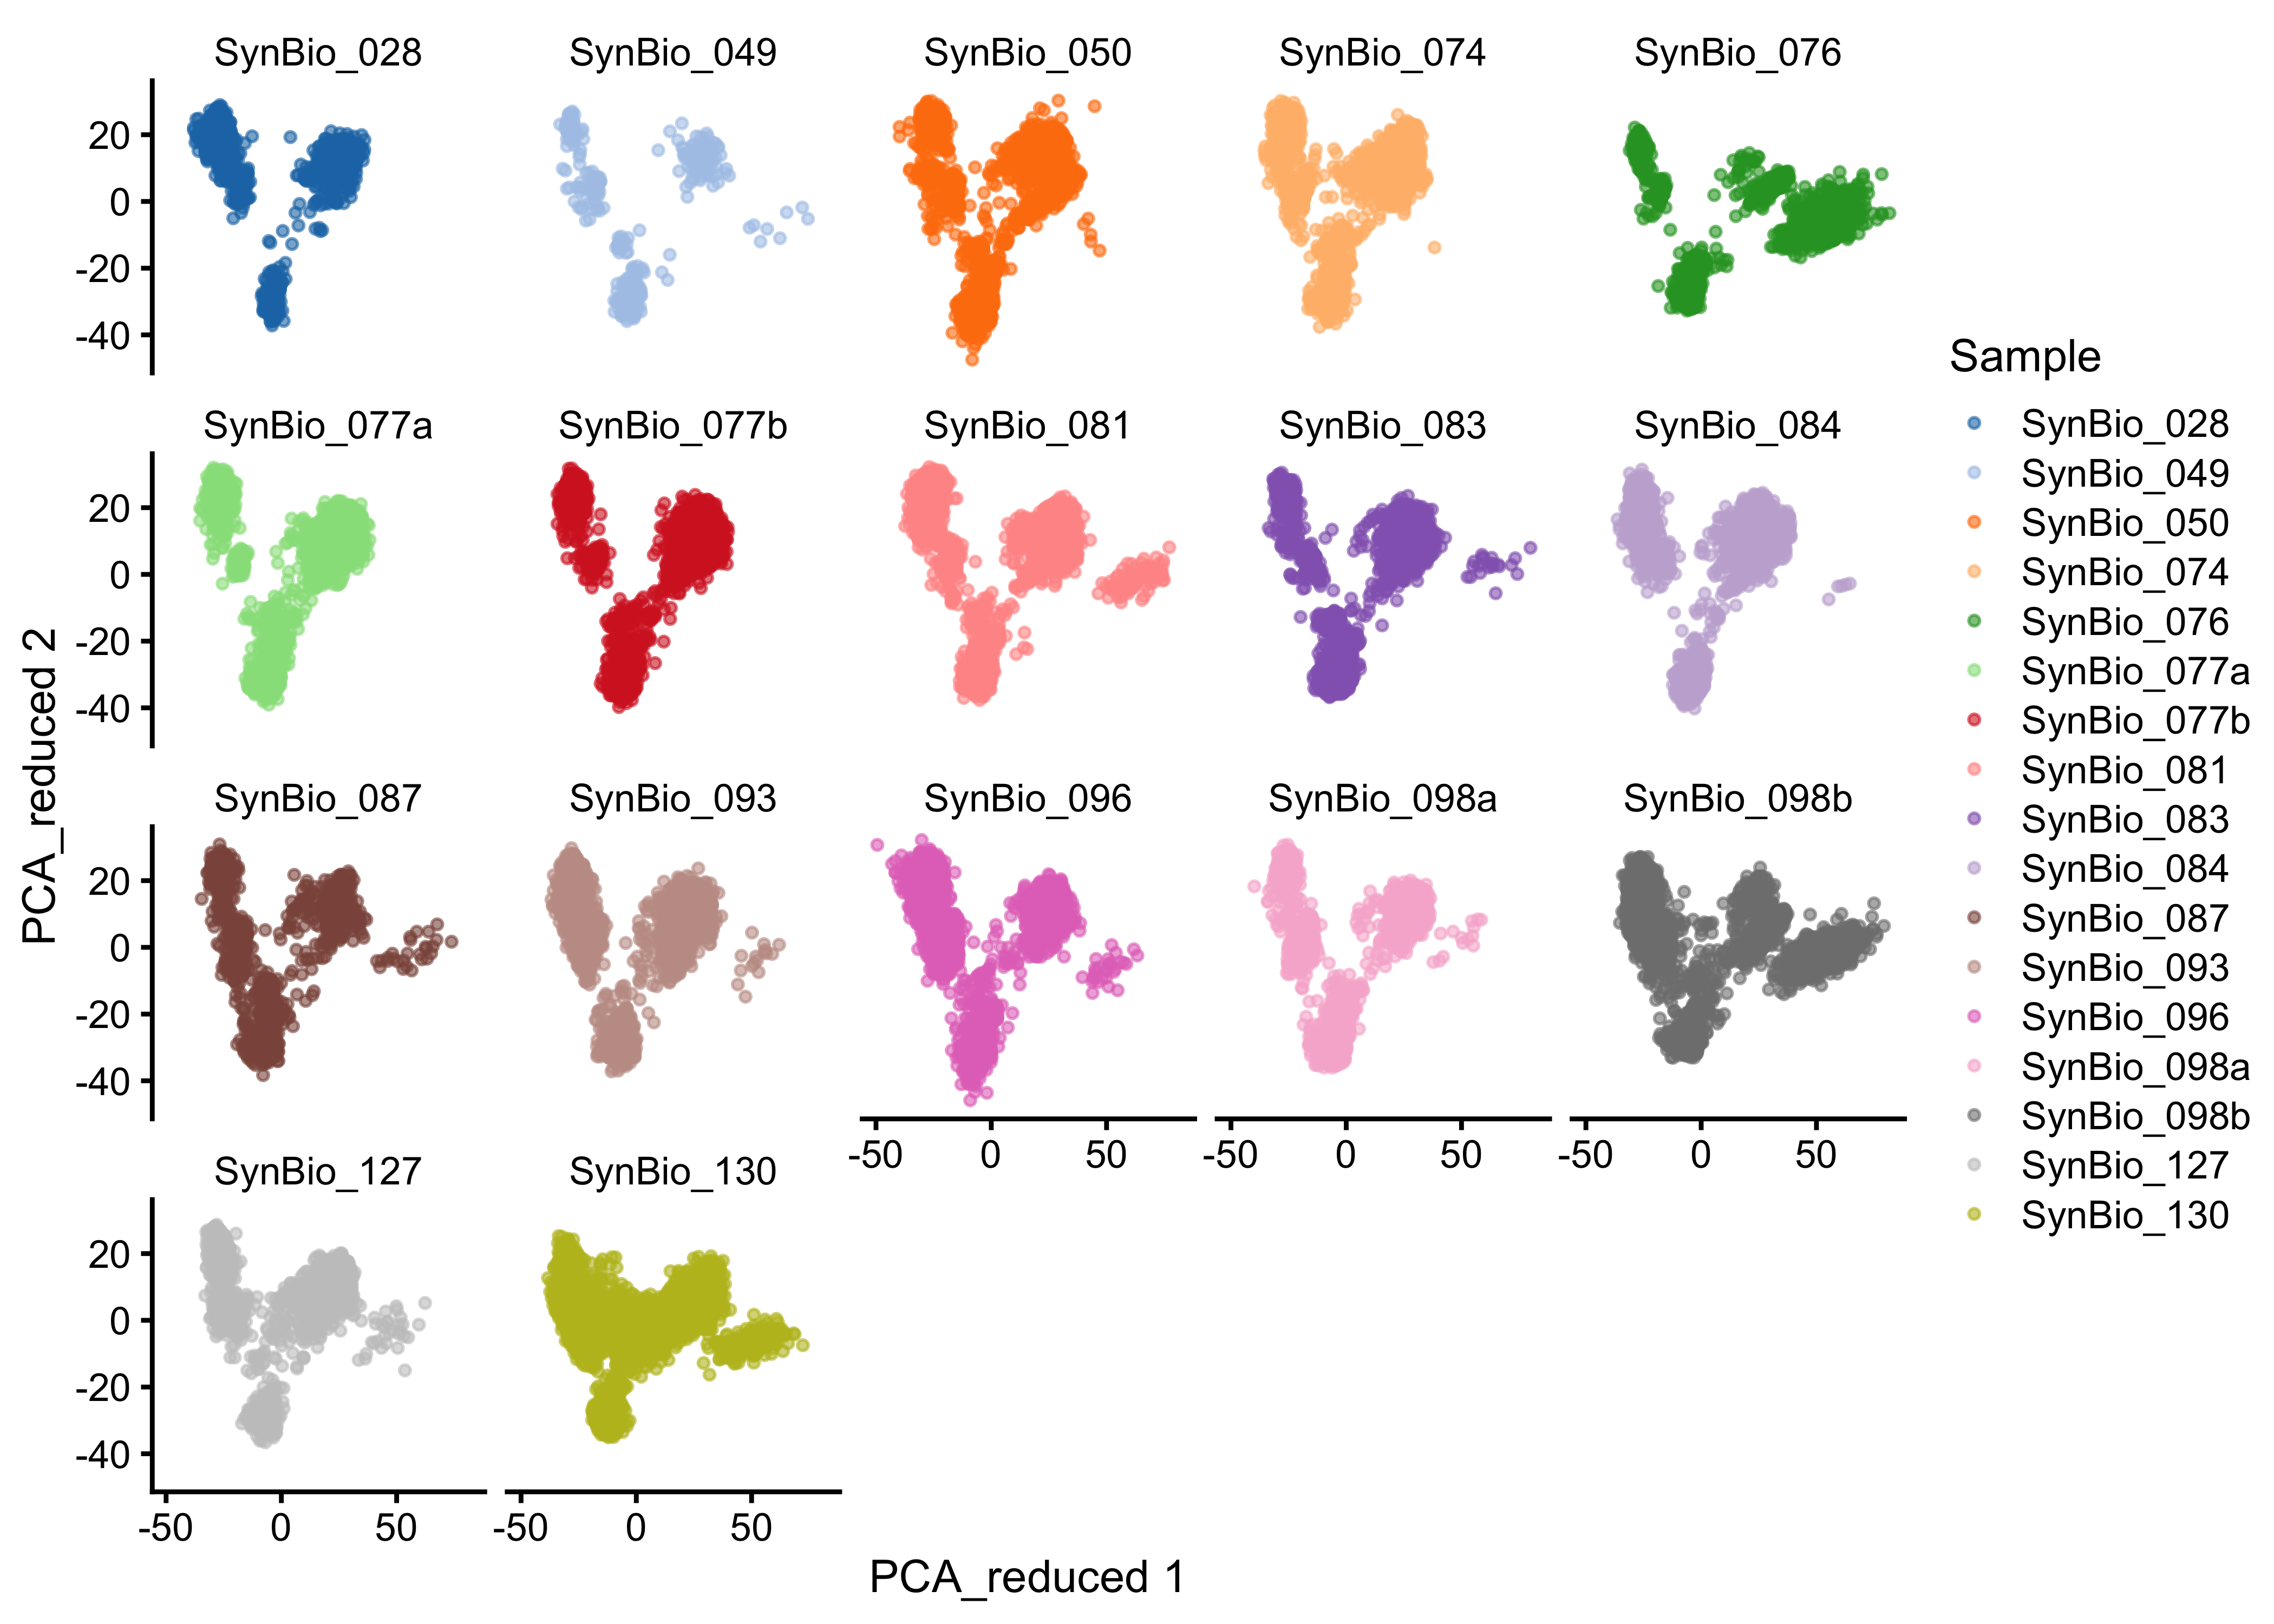 SynBio_028 SynBio_049 SynBio_050 SynBio_074 SynBio_076
20
0
-20
-40
SynBio_077a SynBio_077b SynBio_081 SynBio_083 SynBio_084
20
0
-20
-40
SynBio_087 SynBio_093 SynBio_096 SynBio_098a SynBio_098b
20
0
-20
-40
-50 0 50 -50 0 50 -50 0 50
SynBio_127 SynBio_130
20
0
-20
-40
-50 0 50 -50 0 50
PCA_reduced 1
PCA_reduced 2
Sample
SynBio_028
SynBio_049
SynBio_050
SynBio_074
SynBio_076
SynBio_077a
SynBio_077b
SynBio_081
SynBio_083
SynBio_084
SynBio_087
SynBio_093
SynBio_096
SynBio_098a
SynBio_098b
SynBio_127
SynBio_130